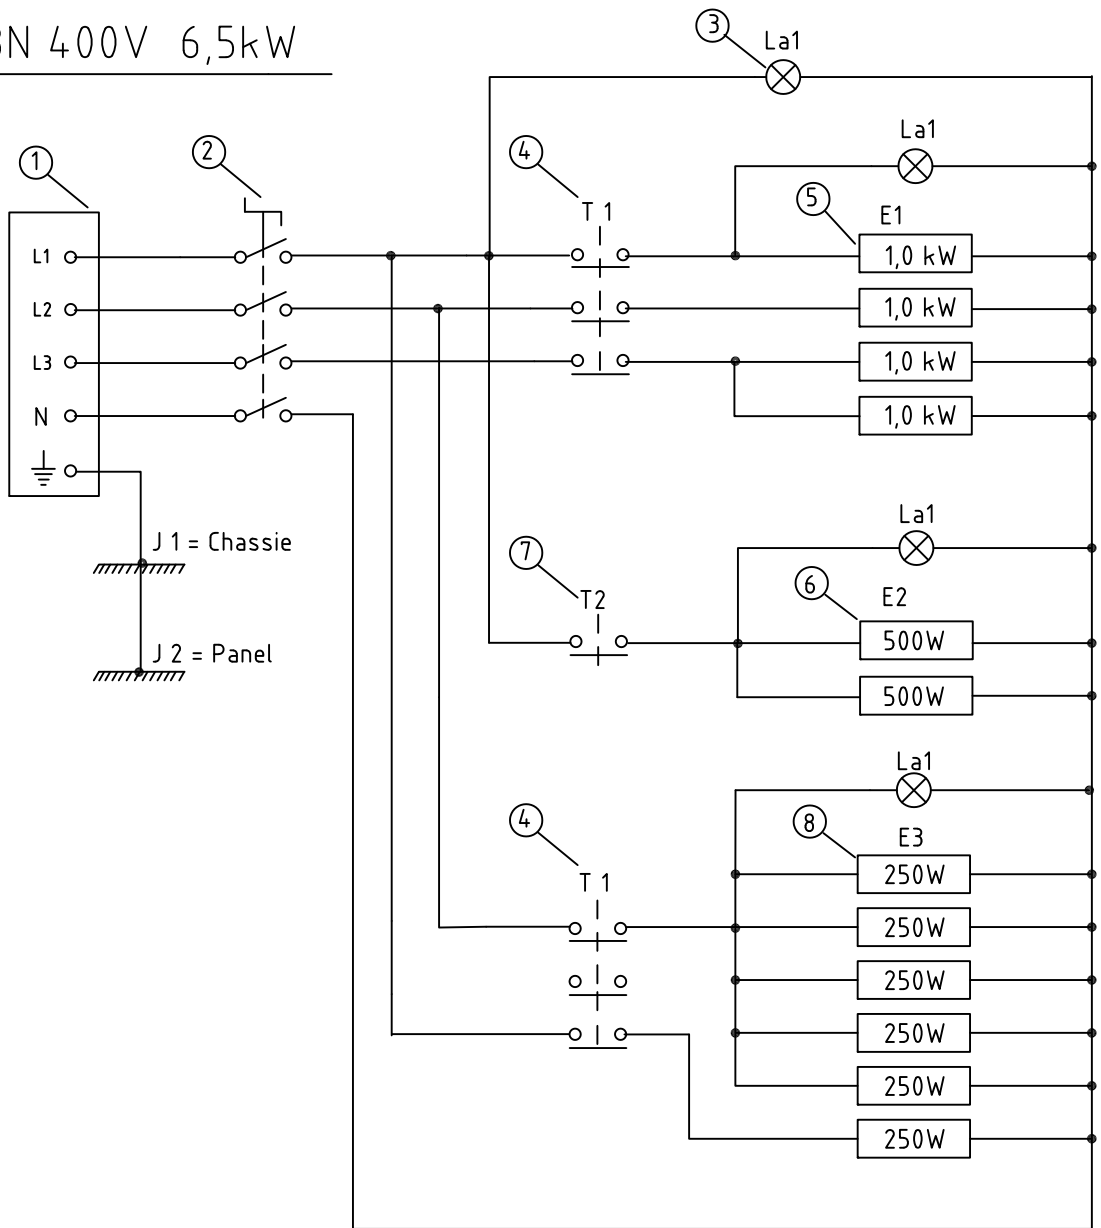 3N 400V 6,5kW
3
La1
1
2
4
La1
T 1
5
E1
L1
1,0 kW
L2
1,0 kW
L3
1,0 kW
N
1,0 kW
J 1 = Chassie
La1
7
6
T2
E2
500W
J 2 = Panel
500W
La1
4
8
E3
T 1
250W
250W
250W
250W
250W
250W